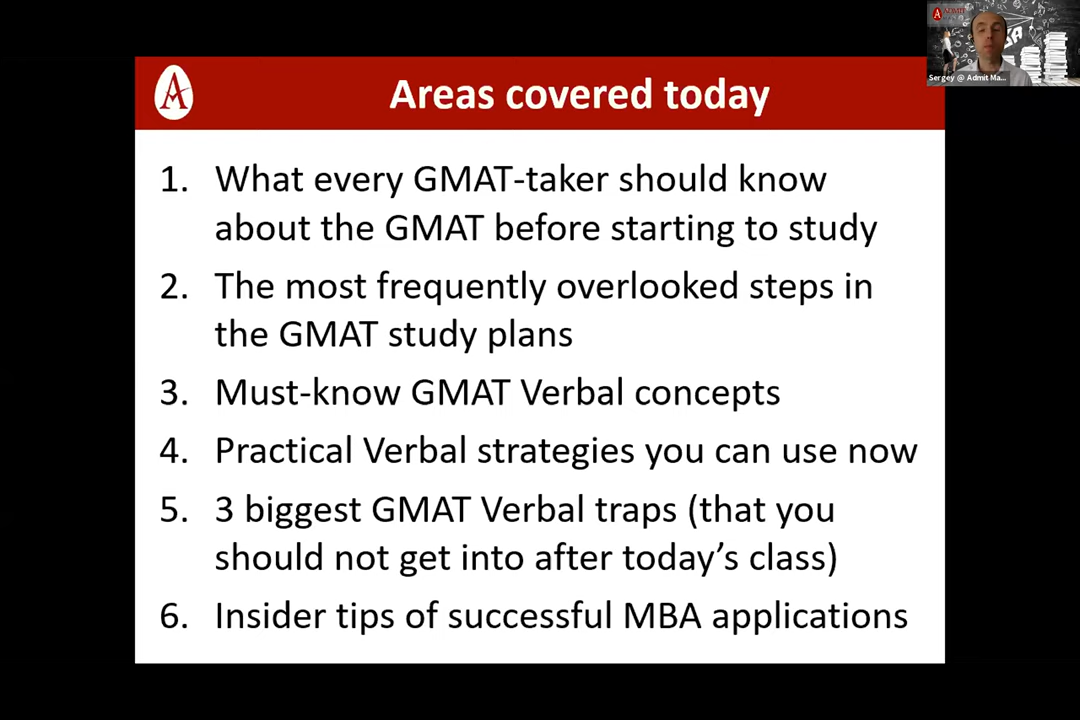 Areas covered today
1. What every GMAT-taker should know
about the GMAT before starting to study
2. The most frequently overlooked steps in
the GMAT study plans
3. Must-know GMAT Verbal concepts
4. Practical Verbal strategies you can use now
5. 3 biggest GMAT Verbal traps (that you
should not get into after today’s class)
6. Insider tips of successful MBA applications
A
A ADMIT
Sergey @ Admit Ma...